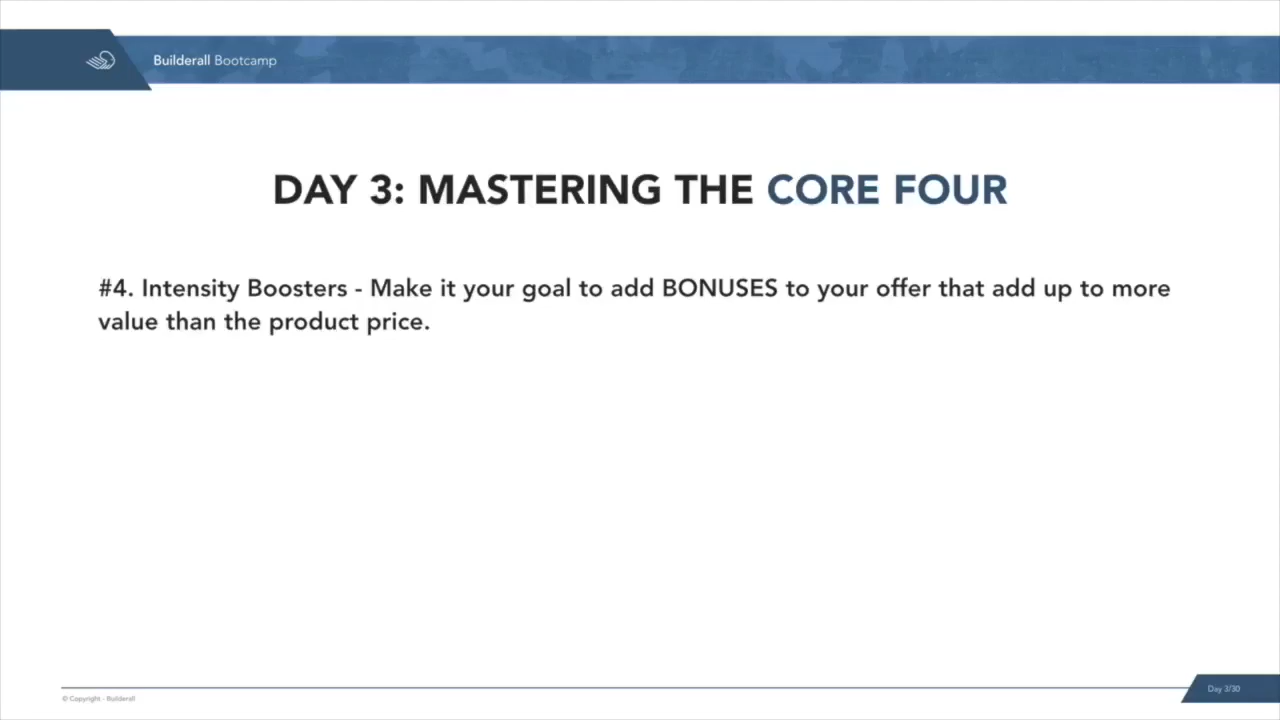 Builderall Bootcamp
DAY 3: MASTERING THE CORE FOUR
#4. Intensity Boosters - Make it your goal to add BONUSES to your offer that add up to more
value than the product price.
© Copyright - Builderall
Day 3/30